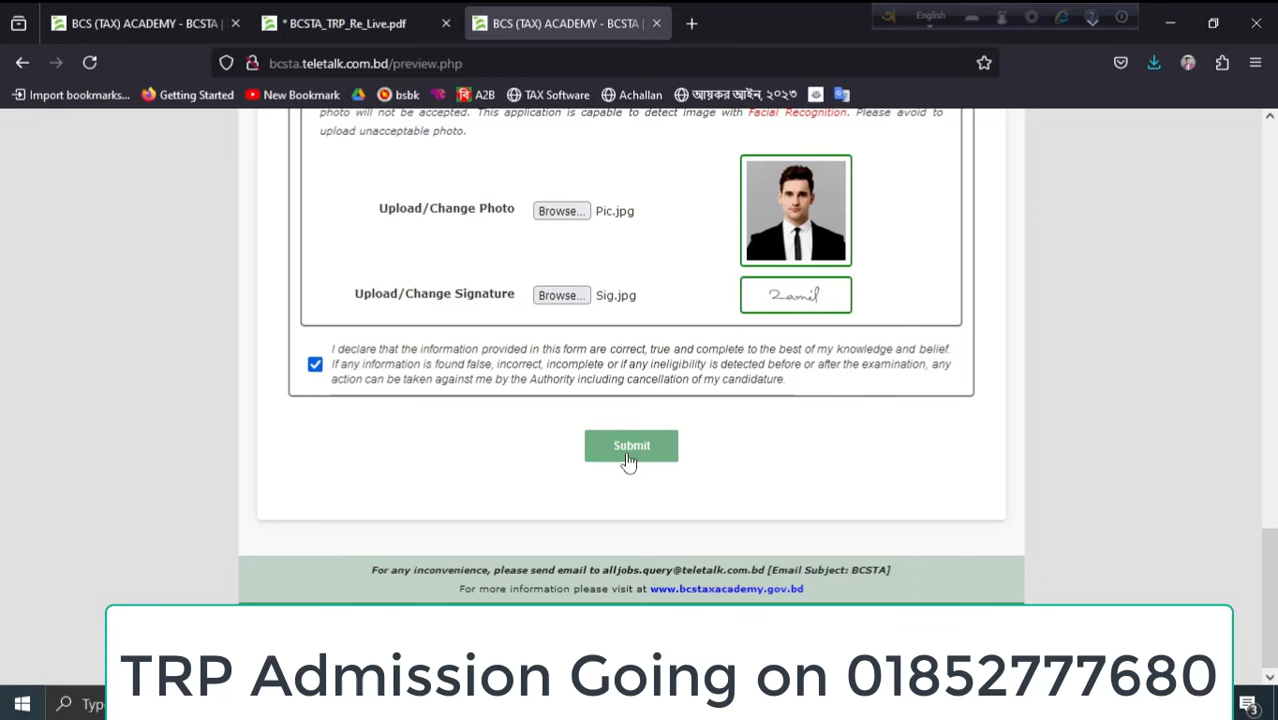 BCS (TAX) ACADEMY - BCSTA |
* BCSTA_TRP_Re_Live.pdf
BCS (TAX) ACADEMY - BCSTA |
English
bcsta.teletalk.com.bd/preview.php
Import bookmarks...
Getting Started
New Bookmark
bsbk
A2B
TAX Software
Achallan
আয়কর আইন, ২০২৩
photo will not be accepted. This application is capable to detect image with Facial Recognition. Please avoid to
upload unacceptable photo.
Upload/Change Photo
Browse... Pic.jpg
Upload/Change Signature
Browse... Sig.jpg
Zamil
I declare that the information provided in this form are correct, true and complete to the best of my knowledge and belief.
If any information is found false, incorrect, incomplete or if any ineligibility is detected before or after the examination, any
action can be taken against me by the Authority including cancellation of my candidature.
Submit
For any inconvenience, please send email to alljobs.query@teletalk.com.bd [Email Subject: BCSTA]
For more information please visit at www.bcstaxacademy.gov.bd
TRP Admission Going on 01852777680
Typ
3